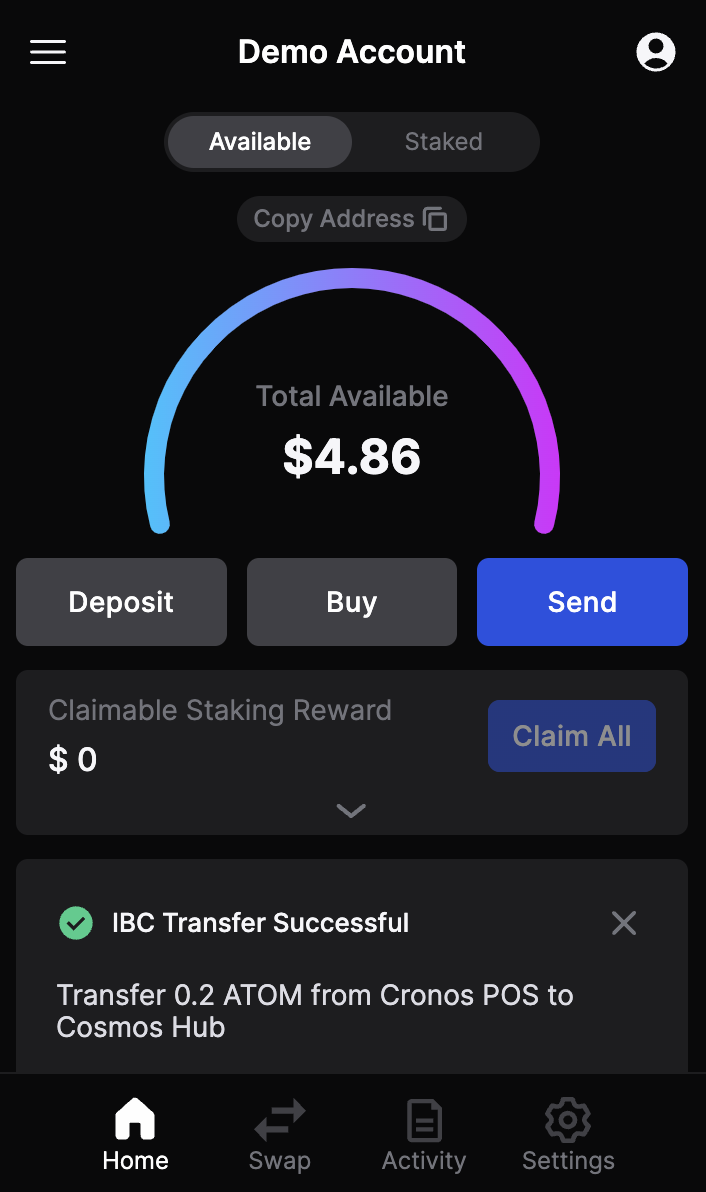 Demo Account
Available
Staked
Copy Address
Total Available
$4.86
Deposit
Buy
Send
Claimable Staking Reward
$ 0
Claim All
IBC Transfer Successful
Transfer 0.2 ATOM from Cronos POS to
Cosmos Hub
Home
Swap
Activity
Settings